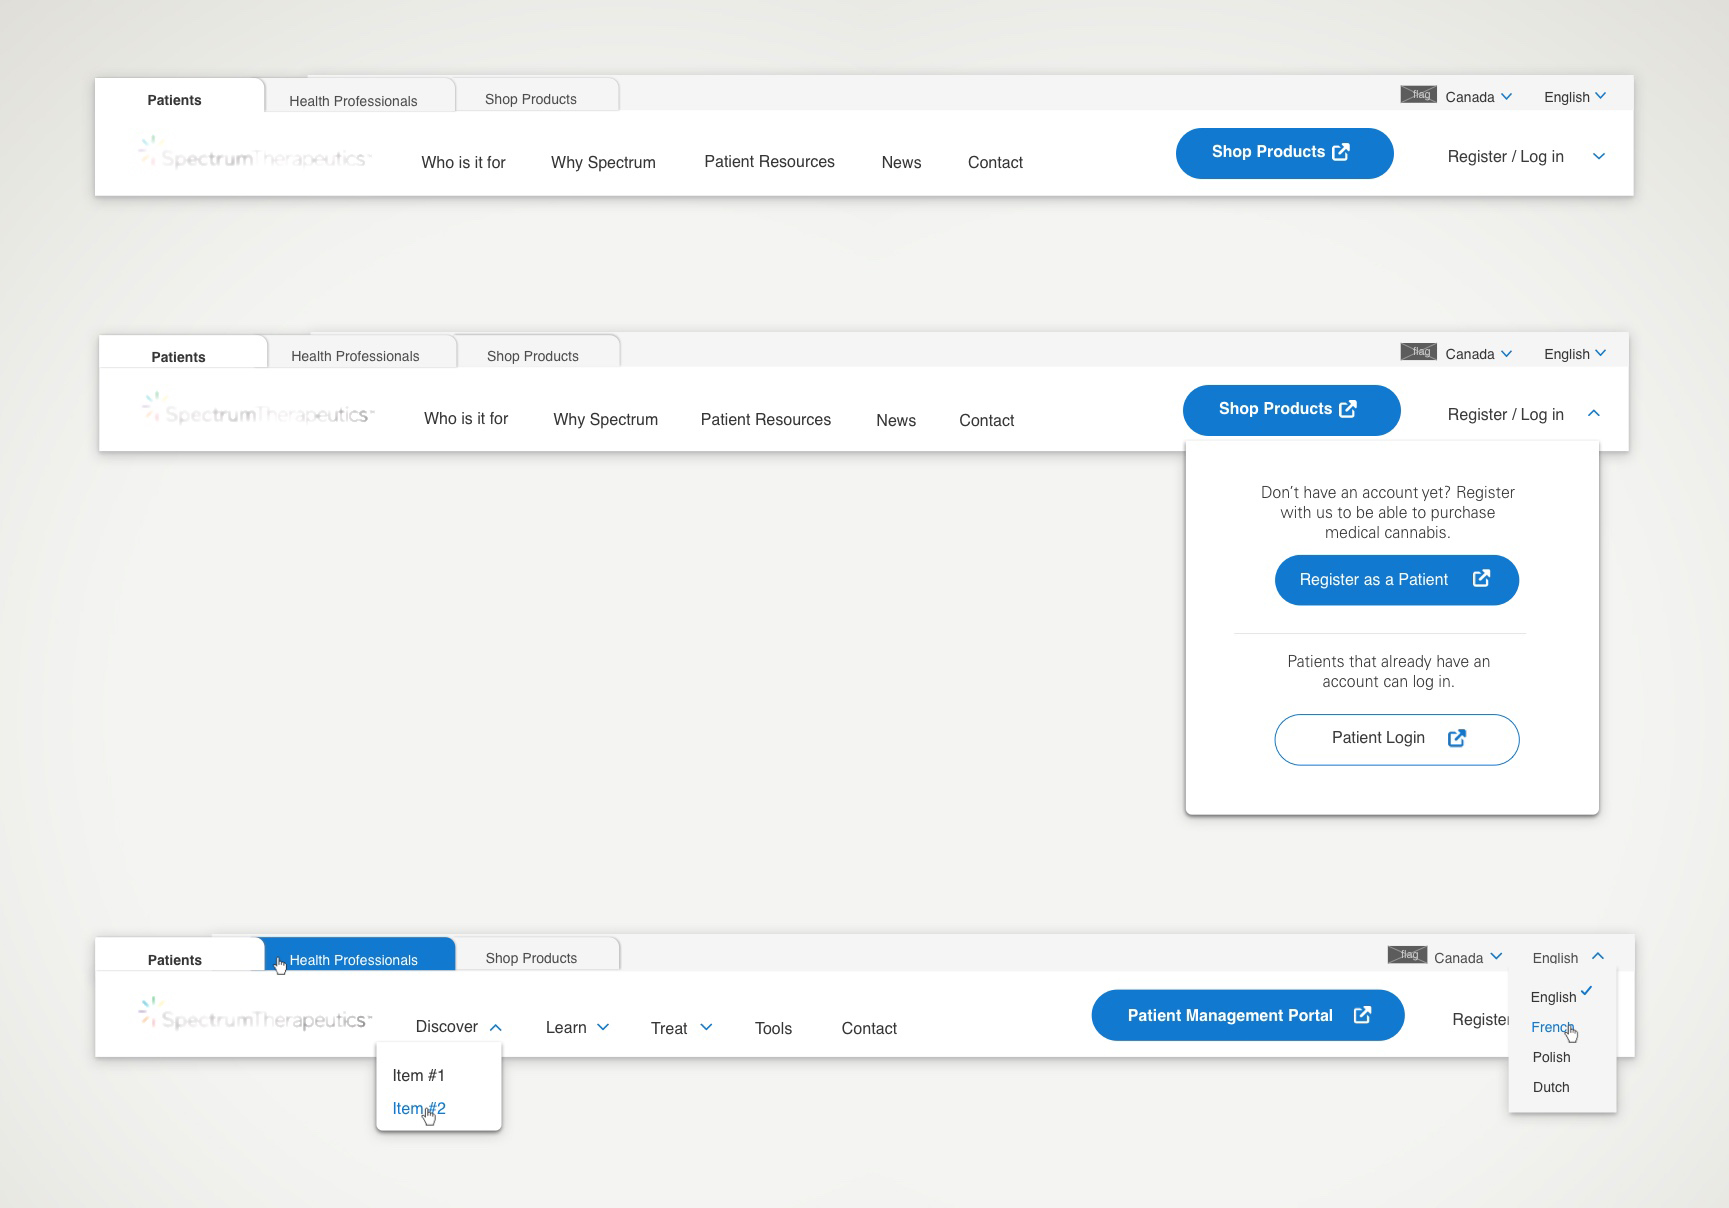 Patients
Health Professionals
Shop Products
flag
Canada
English
SpectrumTherapeutics™
Who is it for
Why Spectrum
Patient Resources
News
Contact
Shop Products
Register / Log in
Patients
Health Professionals
Shop Products
flag
Canada
English
SpectrumTherapeutics™
Who is it for
Why Spectrum
Patient Resources
News
Contact
Shop Products
Register / Log in
Don't have an account yet? Register
with us to be able to purchase
medical cannabis.
Register as a Patient
Patients that already have an
account can log in.
Patient Login
Patients
Health Professionals
Shop Products
flag
Canada
English
SpectrumTherapeutics™
Discover
Learn
Treat
Tools
Contact
Patient Management Portal
Register
Item #1
Item #2
English
French
Polish
Dutch